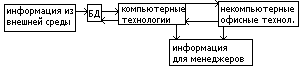 информация из
внешней среды
БД
компьютерные
технологии
некомпьютерные
офисные технол.
информация
для менеджеров